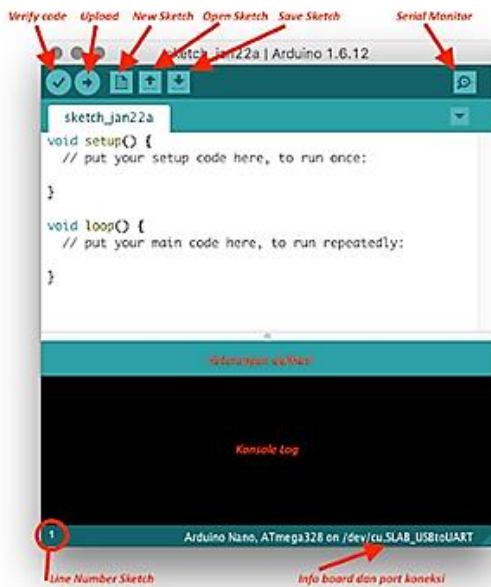 Verify code Upload New Sketch Open Sketch Save Sketch Serial Monitor
sketch_jan22a | Arduino 1.6.12
sketch_jan22a
void setup() {
// put your setup code here, to run once:
}
void loop() {
// put your main code here, to run repeatedly:
}
Keterangan aplikasi
Konsole Log
1
Arduino Nano, ATmega328 on /dev/cu.SLAB_USBtoUART
Line Number Sketch
Info board dan port koneksi